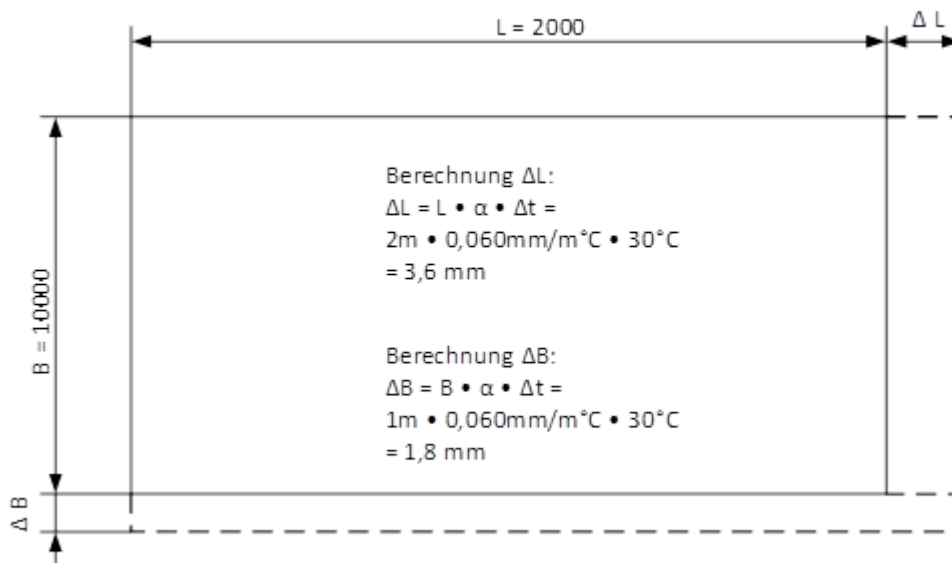 L = 2000
Δ L
Berechnung ΔL:
ΔL = L • α • Δt =
2m • 0,060mm/m°C • 30°C
= 3,6 mm
B = 10000
Berechnung ΔB:
ΔB = B • α • Δt =
1m • 0,060mm/m°C • 30°C
= 1,8 mm
Δ B